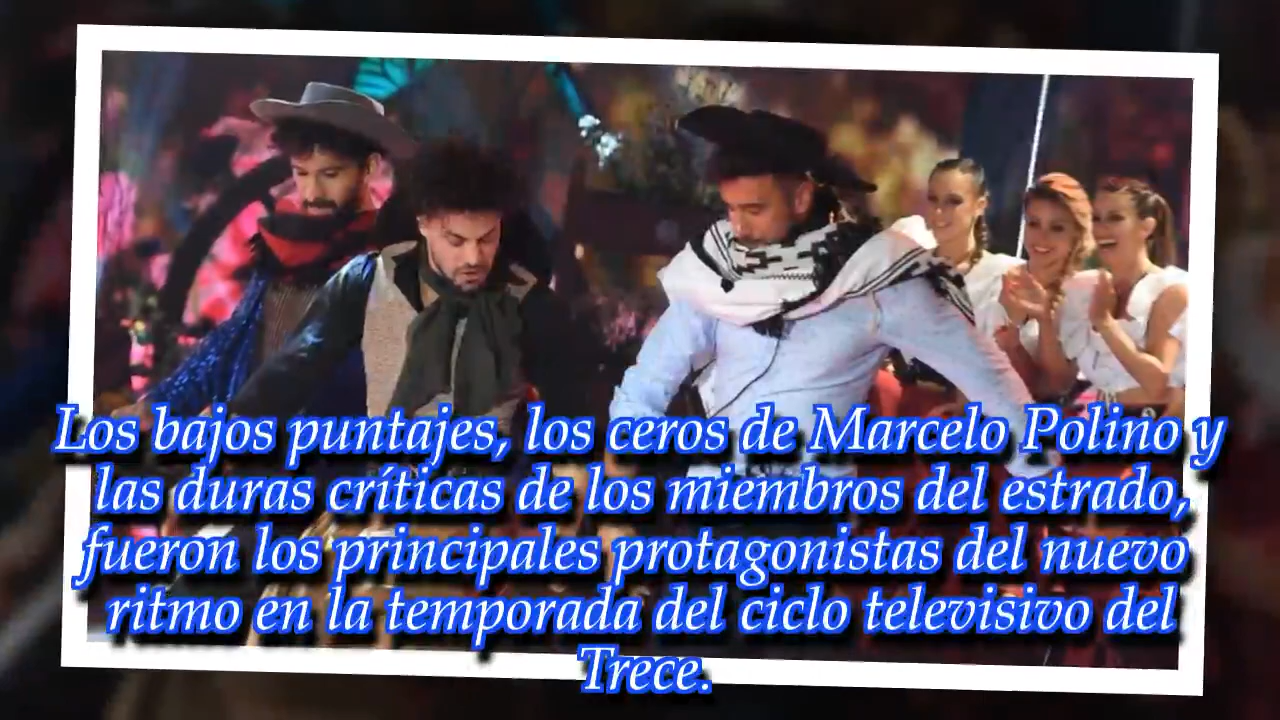 Los bajos puntajes, los ceros de Marcelo Polino y
las duras críticas de los miembros del estrado,
fueron los principales protagonistas del nuevo
ritmo en la temporada del ciclo televisivo del
Trece.